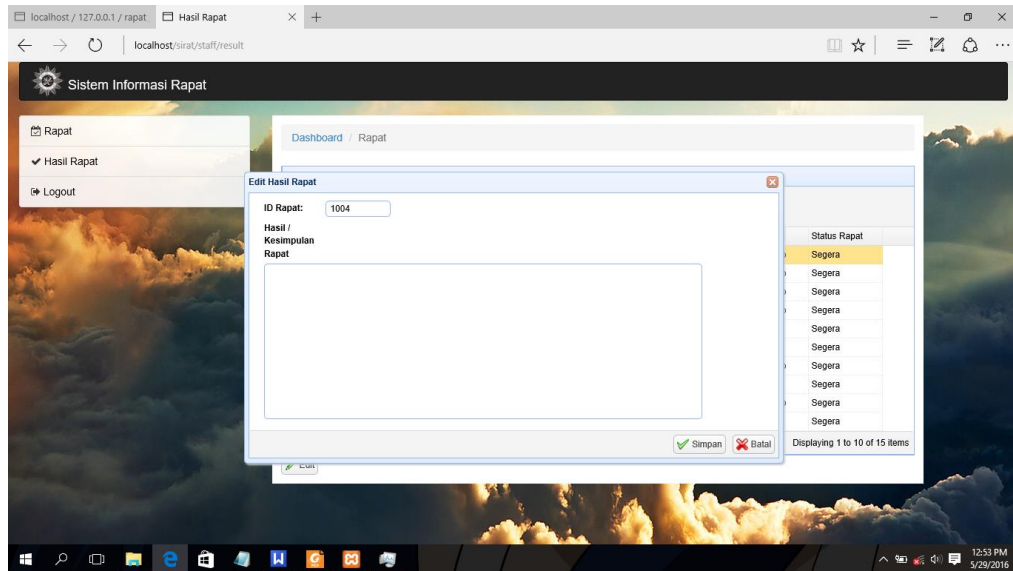 localhost / 127.0.0.1 / rapat
Hasil Rapat
localhost/sirat/staff/result
Sistem Informasi Rapat
Rapat
Hasil Rapat
Logout
Dashboard / Rapat
Edit Hasil Rapat
ID Rapat: 1004
Hasil /
Kesimpulan
Rapat
Simpan
Batal
Status Rapat
Segera
Segera
Segera
Segera
Segera
Segera
Segera
Segera
Segera
Segera
Displaying 1 to 10 of 15 items
Edit
12:53 PM
5/29/2016